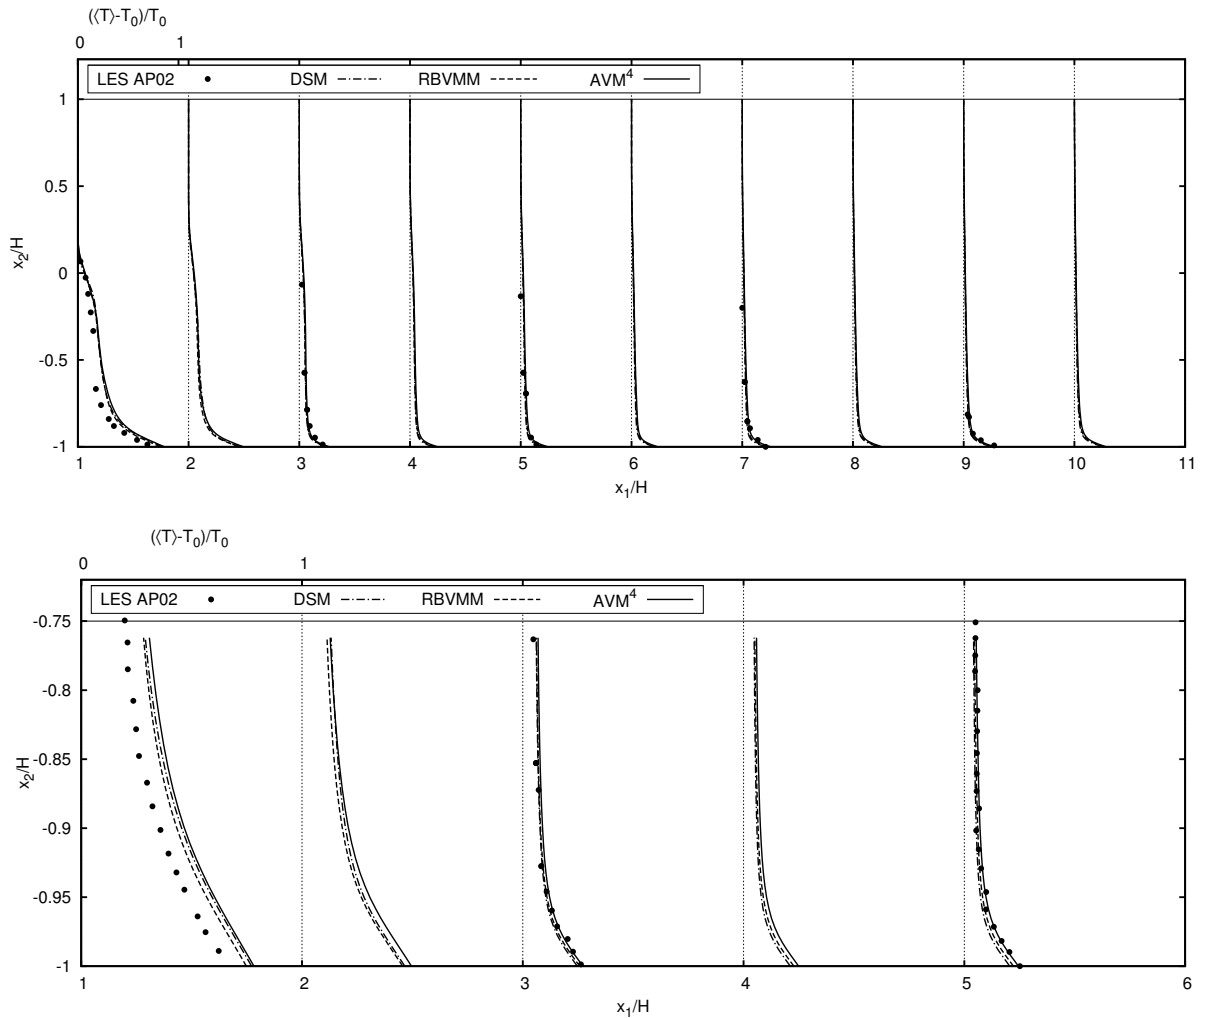 (⟨T⟩-T0)/T0
0 1
LES AP02 DSM RBVMM AVM4
1
0.5
0
-0.5
-1
x2/H
1 2 3 4 5 6 7 8 9 10 11
x1/H
(⟨T⟩-T0)/T0
0 1
LES AP02 DSM RBVMM AVM4
-0.75
-0.8
-0.85
-0.9
-0.95
-1
x2/H
1 2 3 4 5 6
x1/H